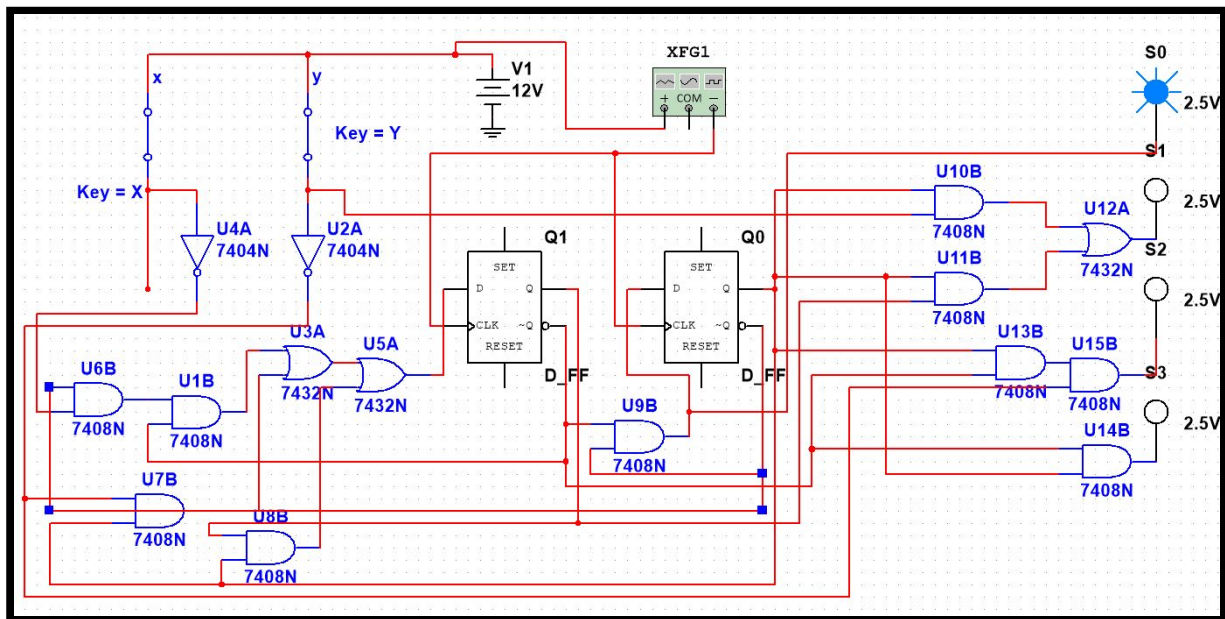 XFG1
S0
x
y
V1
12V
+ COM −
2.5V
Key = Y
S1
Key = X
U10B
2.5V
U4A
7404N
U2A
7404N
Q1
Q0
7408N
U12A
7432N
S2
SET
D Q
CLK ~Q
RESET
D_FF
SET
D Q
CLK ~Q
RESET
D_FF
U11B
7408N
2.5V
U3A
7432N
U5A
7432N
U13B
7408N
U15B
7408N
S3
U6B
7408N
U1B
7408N
U9B
7408N
2.5V
U14B
7408N
U7B
7408N
U8B
7408N